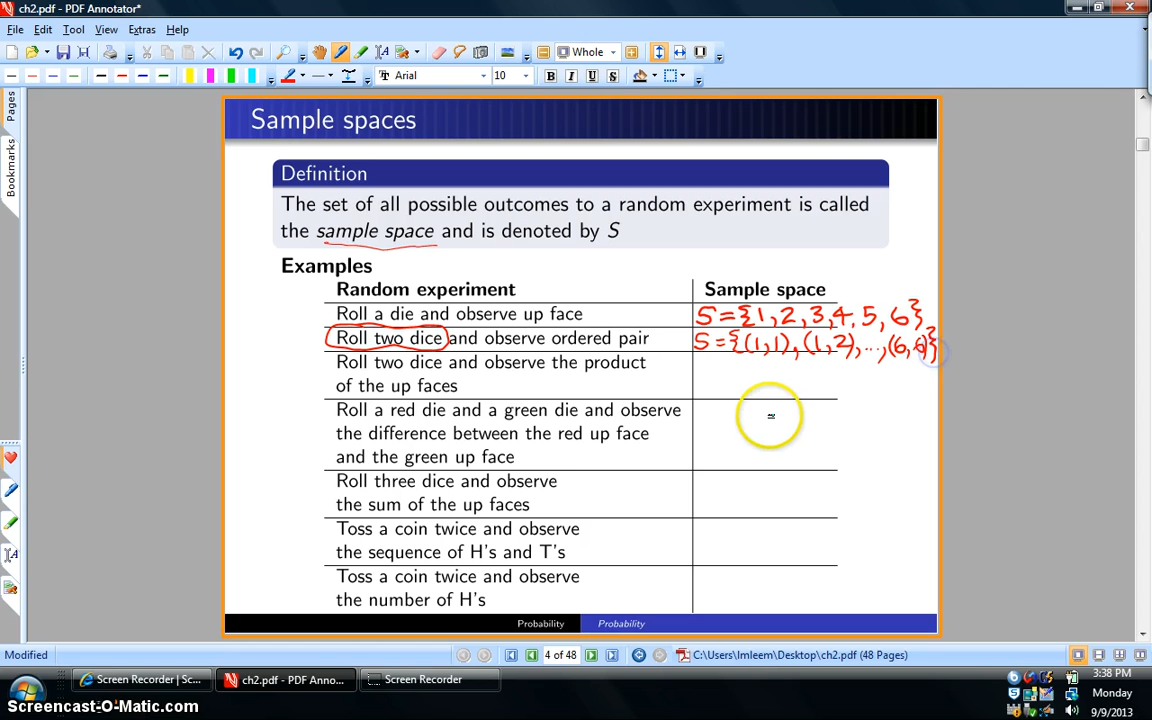 ch2.pdf - PDF Annotator*
File Edit Tool View Extras Help
Whole
Arial 10 B I U S
Pages
Bookmarks
Sample spaces
Definition
The set of all possible outcomes to a random experiment is called
the sample space and is denoted by S
Examples
Random experiment Sample space
Roll a die and observe up face S={1,2,3,4,5,6}
Roll two dice and observe ordered pair S={(1,1),(1,2),...,(6,6)}
Roll two dice and observe the product
of the up faces
Roll a red die and a green die and observe
the difference between the red up face
and the green up face
Roll three dice and observe
the sum of the up faces
Toss a coin twice and observe
the sequence of H's and T's
Toss a coin twice and observe
the number of H's
Probability Probability
Modified 4 of 48 C:\Users\lmleem\Desktop\ch2.pdf (48 Pages)
Screen Recorder | Sc... ch2.pdf - PDF Anno... Screen Recorder
3:38 PM
Monday
9/9/2013
Screencast-O-Matic.com